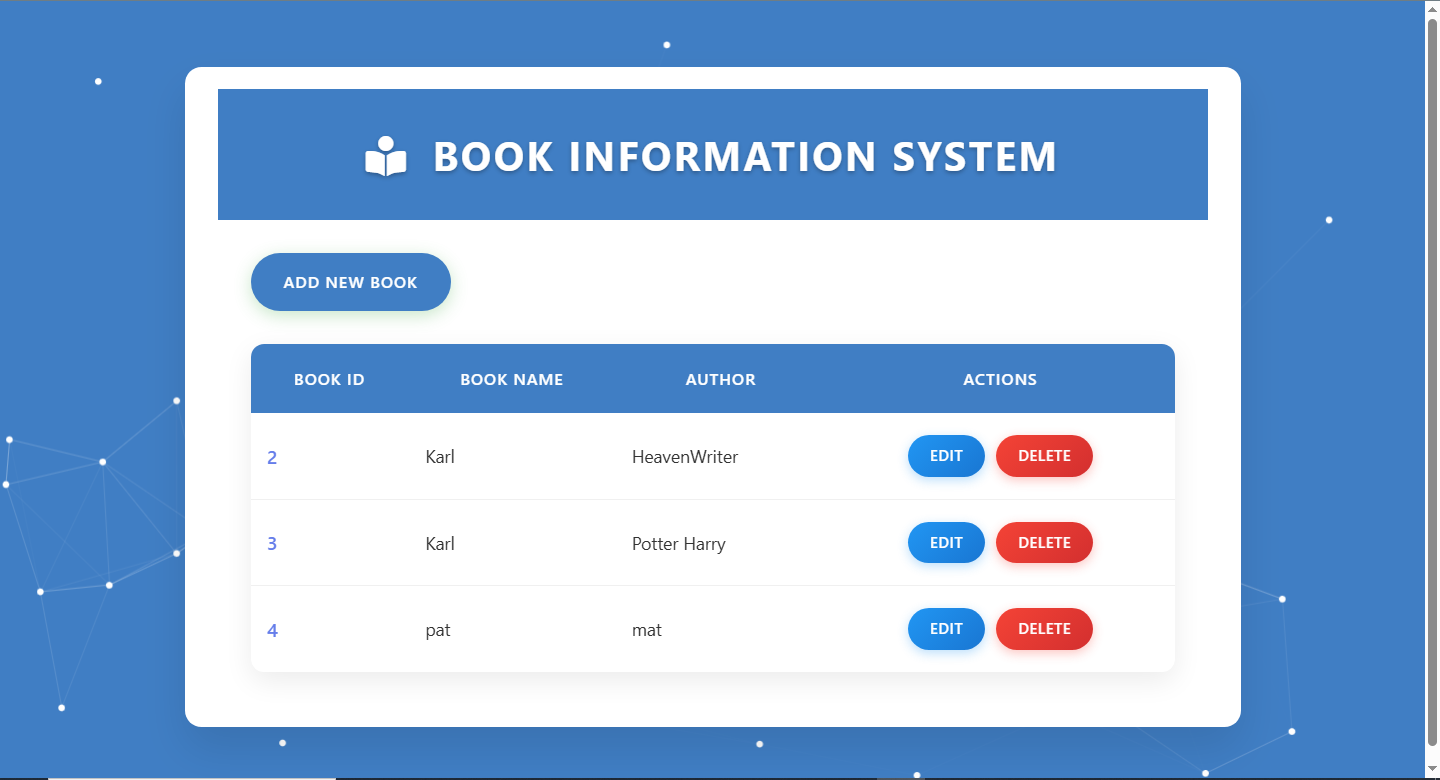 BOOK INFORMATION SYSTEM
ADD NEW BOOK
BOOK ID BOOK NAME AUTHOR ACTIONS
2 Karl HeavenWriter EDIT DELETE
3 Karl Potter Harry EDIT DELETE
4 pat mat EDIT DELETE